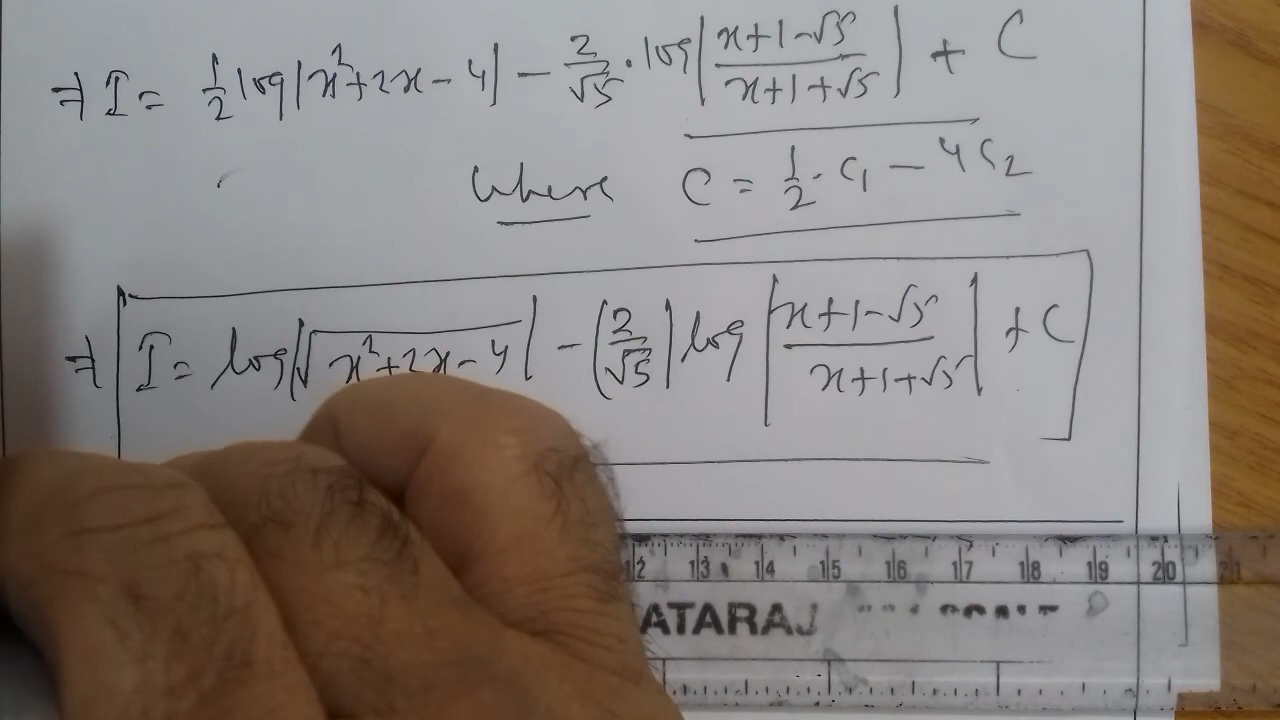 ⇒ I = 1/2 log|x²+2x-4| - 2/√5 . log|(x+1-√5)/(x+1+√5)| + C
Where C = 1/2 . C₁ - 4C₂
⇒ I = log|√(x²+2x-4)| - (2/√5) log|(x+1-√5)/(x+1+√5)| + C
12 13 14 15 16 17 18 19 20 21
ATARAJ